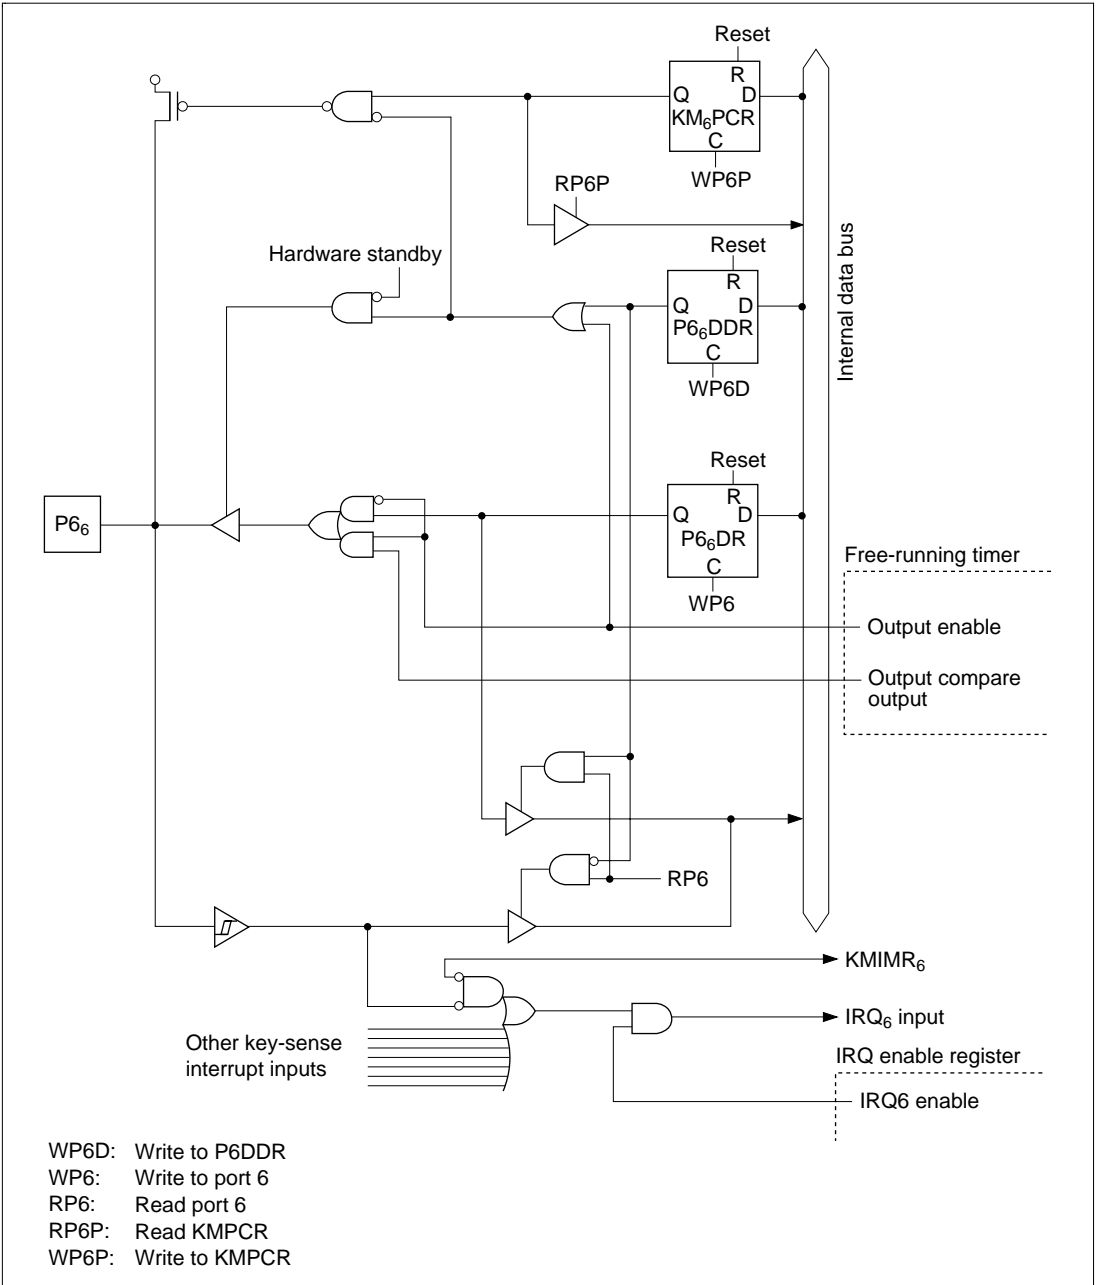 Reset
R
Q D
KM6PCR
C
WP6P
RP6P
Hardware standby
Reset
R
Q D
P66DDR
C
WP6D
Internal data bus
Reset
R
Q D
P66DR
C
WP6
P66
Free-running timer
Output enable
Output compare
output
RP6
KMIMR6
IRQ6 input
Other key-sense
interrupt inputs
IRQ enable register
IRQ6 enable
WP6D: Write to P6DDR
WP6: Write to port 6
RP6: Read port 6
RP6P: Read KMPCR
WP6P: Write to KMPCR